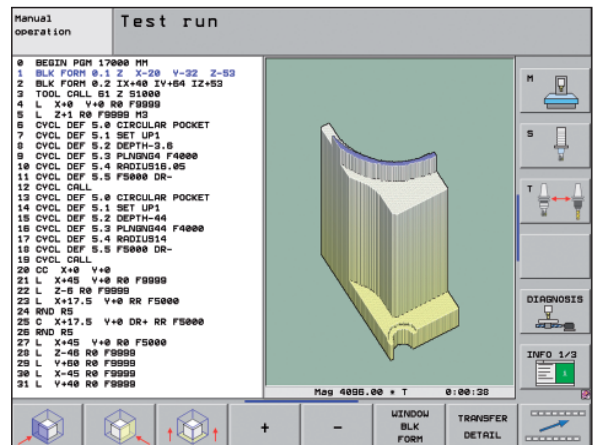 Manual
operation
Test run
0 BEGIN PGM 17000 MM
1 BLK FORM 0.1 Z X-20 Y-32 Z-53
2 BLK FORM 0.2 IX+40 IY+64 IZ+53
3 TOOL CALL 61 Z S1000
4 L X+0 Y+0 R0 F9999
5 L Z+1 R0 F9999 M3
6 CYCL DEF 5.0 CIRCULAR POCKET
7 CYCL DEF 5.1 SET UP1
8 CYCL DEF 5.2 DEPTH-3.6
9 CYCL DEF 5.3 PLNGNG4 F4000
10 CYCL DEF 5.4 RADIUS16.05
11 CYCL DEF 5.5 F5000 DR-
12 CYCL CALL
13 CYCL DEF 5.0 CIRCULAR POCKET
14 CYCL DEF 5.1 SET UP1
15 CYCL DEF 5.2 DEPTH-44
16 CYCL DEF 5.3 PLNGNG44 F4000
17 CYCL DEF 5.4 RADIUS14
18 CYCL DEF 5.5 F5000 DR-
19 CYCL CALL
20 CC X+0 Y+0
21 L X+45 Y+0 R0 F9999
22 L Z-6 R0 F9999
23 L X+17.5 Y+0 RR F5000
24 RND R5
25 C X+17.5 Y+0 DR+ RR F5000
26 RND R5
27 L X+45 Y+0 R0 F5000
28 L Z-46 R0 F9999
29 L Y+60 R0 F9999
30 L X-45 R0 F9999
31 L Y+40 R0 F9999
Mag 4096.00 * T 0:00:30
M
S
T
DIAGNOSIS
INFO 1/3
+
-
WINDOW
BLK
FORM
TRANSFER
DETAIL